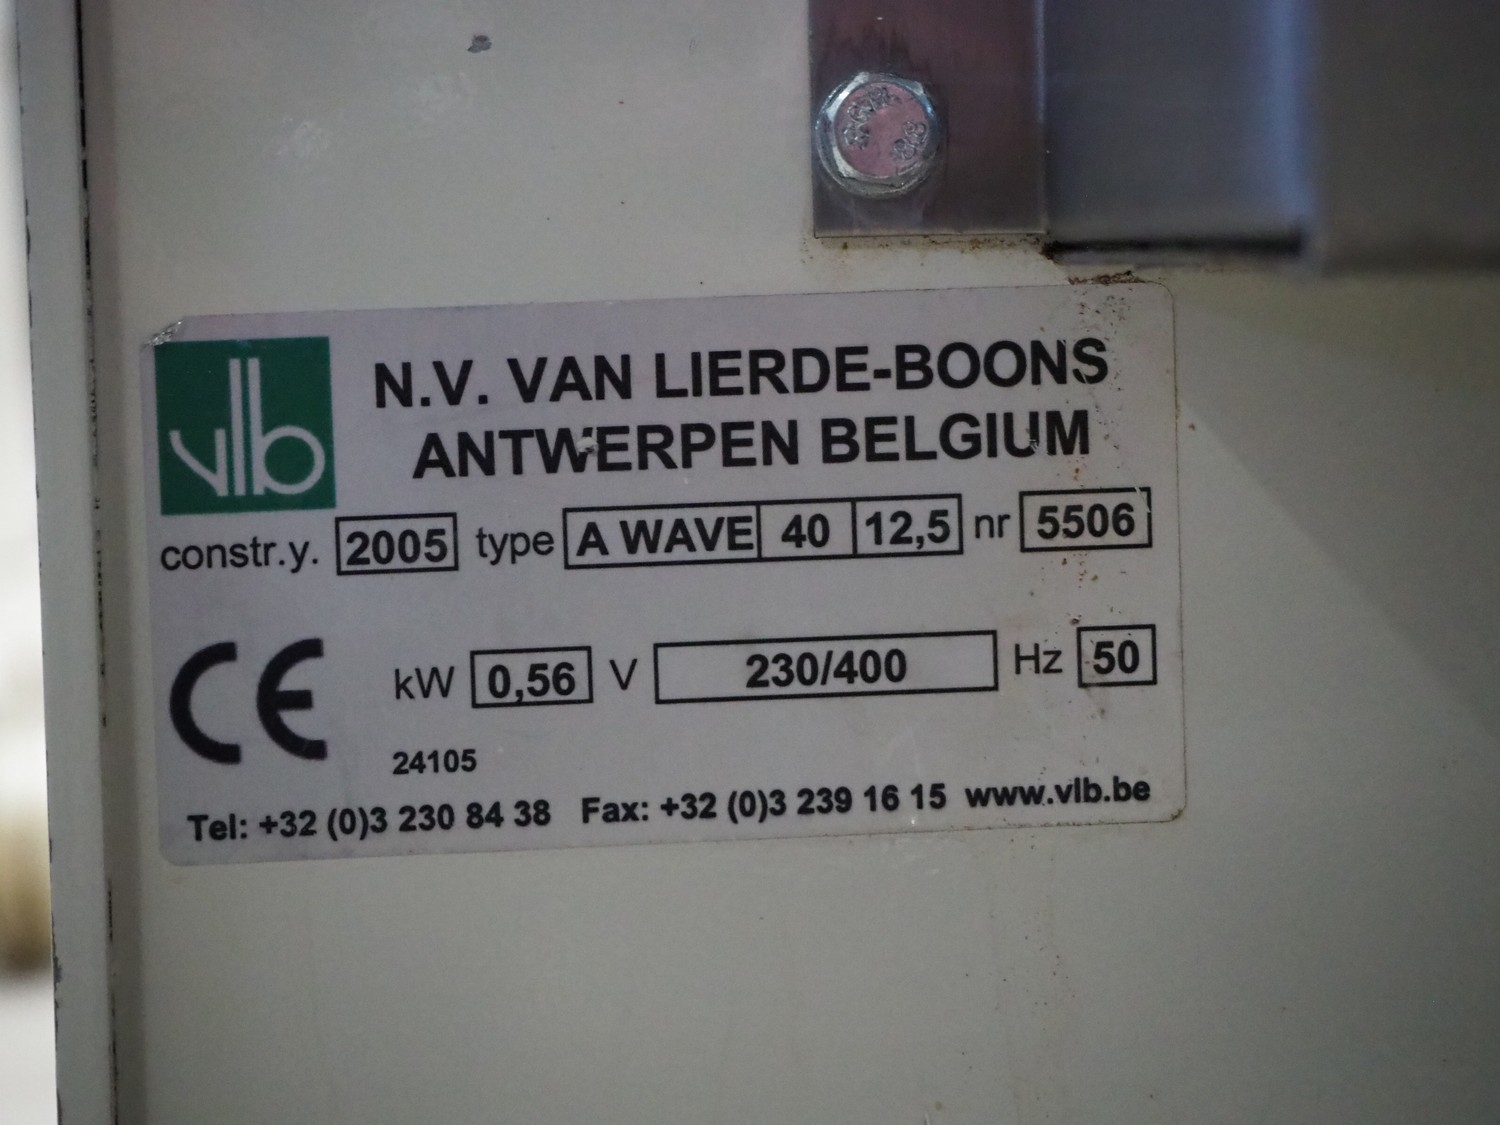 vlb
N.V. VAN LIERDE-BOONS
ANTWERPEN BELGIUM
constr.y. 2005 type A WAVE 40 12,5 nr 5506
CE kW 0,56 V 230/400 Hz 50
24105
Tel: +32 (0)3 230 84 38 Fax: +32 (0)3 239 16 15 www.vlb.be